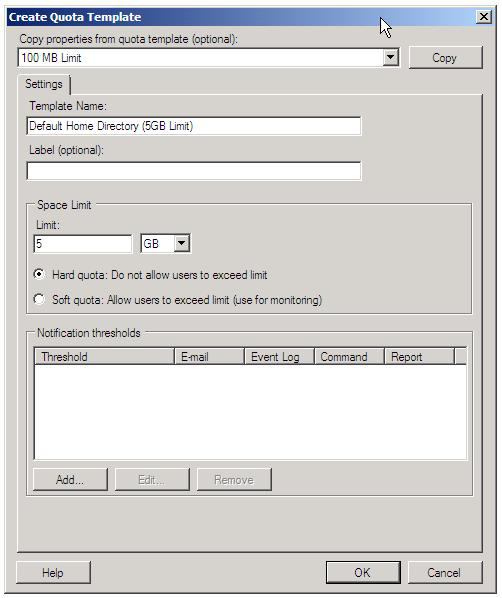 Create Quota Template
Copy properties from quota template (optional):
100 MB Limit
Copy
Settings
Template Name:
Default Home Directory (5GB Limit)
Label (optional):
Space Limit
Limit:
5 GB
Hard quota: Do not allow users to exceed limit
Soft quota: Allow users to exceed limit (use for monitoring)
Notification thresholds
Threshold E-mail Event Log Command Report
Add... Edit... Remove
Help OK Cancel